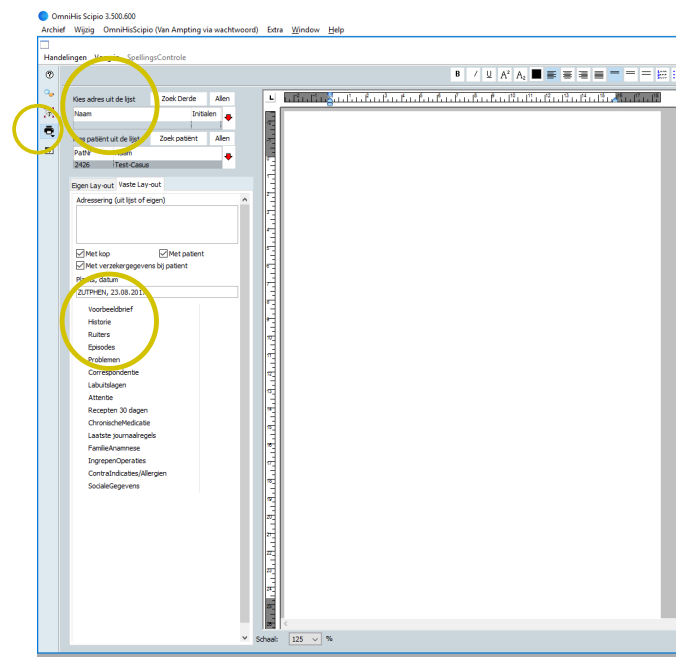 OmniHis Scipio 3.500.600
Archief Wijzig OmniHisScipio (Van Ampting via wachtwoord) Extra Window Help
Handelingen SpellingsControle
B / U A² A₂
Kies adres uit de lijst Zoek Derde Allen
Naam Initialen
Kies patiënt uit de lijst Zoek patiënt Allen
PatNr Naam
2426 Test-Casus
Eigen Lay-out Vaste Lay-out
Adressering (uit lijst of eigen)
Met kop Met patient
Met verzekergegevens bij patient
Plaats, datum
ZUTPHEN, 23.08.201
Voorbeeldbrief
Historie
Ruiters
Episodes
Problemen
Correspondentie
Labuitslagen
Attentie
Recepten 30 dagen
ChronischeMedicatie
Laatste journaalregels
FamilieAnamnese
IngrepenOperaties
ContraIndicaties/Allergien
SocialeGegevens
Schaal: 125 %